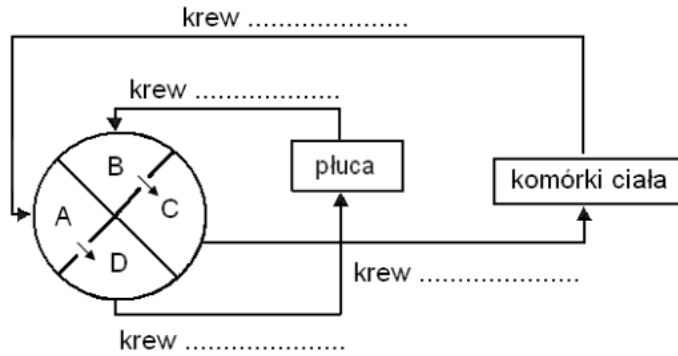 krew .....................
krew ...................
B
płuca
komórki ciała
A
C
D
krew .....................
krew .....................